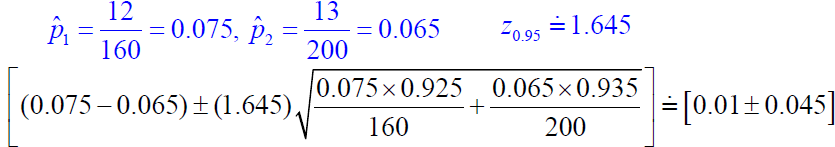 p̂₁ = 12/160 = 0.075, p̂₂ = 13/200 = 0.065 z₀.₉₅ ≐ 1.645
[(0.075 − 0.065) ± (1.645)√(0.075 × 0.925/160 + 0.065 × 0.935/200)] ≐ [0.01 ± 0.045]